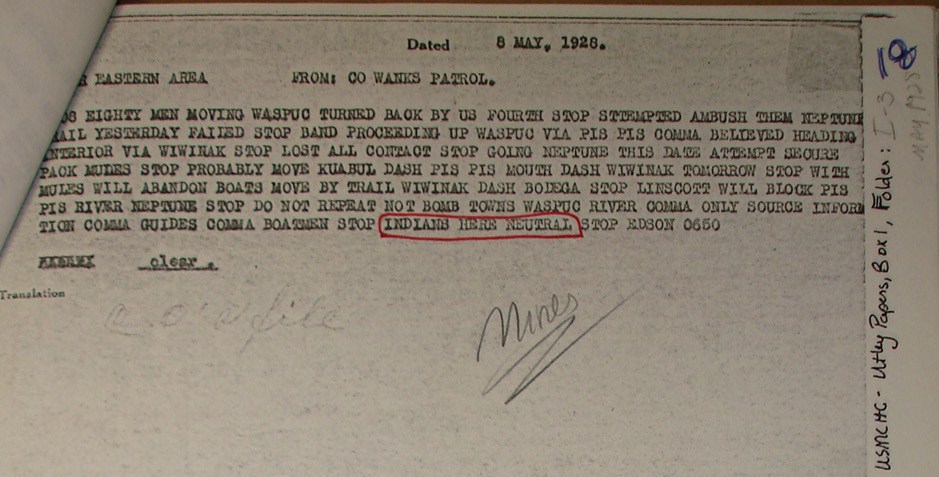 Dated 8 MAY, 1928.
EASTERN AREA FROM: CO WANKS PATROL.
EIGHTY MEN MOVING WASPUC TURNED BACK BY US FOURTH STOP STTEMPTED AMBUSH THEM NEPTUNE
AIL YESTERDAY FAILED STOP BAND PROCEEDING UP WASPUC VIA PIS PIS COMMA BELIEVED HEADING
INTERIOR VIA WIWINAK STOP LOST ALL CONTACT STOP GOING NEPTUNE THIS DATE ATTEMPT SECURE
PACK MULES STOP PROBABLY MOVE KUABUL DASH PIS PIS MOUTH DASH WIWINAK TOMORROW STOP WITH
MULES WILL ABANDON BOATS MOVE BY TRAIL WIWINAK DASH BODEGA STOP LINSCOTT WILL BLOCK PIS
PIS RIVER NEPTUNE STOP DO NOT REPEAT NOT BOMB TOWNS WASPUC RIVER COMMA ONLY SOURCE INFORM
TION COMMA GUIDES COMMA BOATMEN STOP INDIANS HERE NEUTRAL STOP EDSON 0650
clear.
Translation
file
USMCHC - Utley Papers, Box 1, Folder: I-3
78